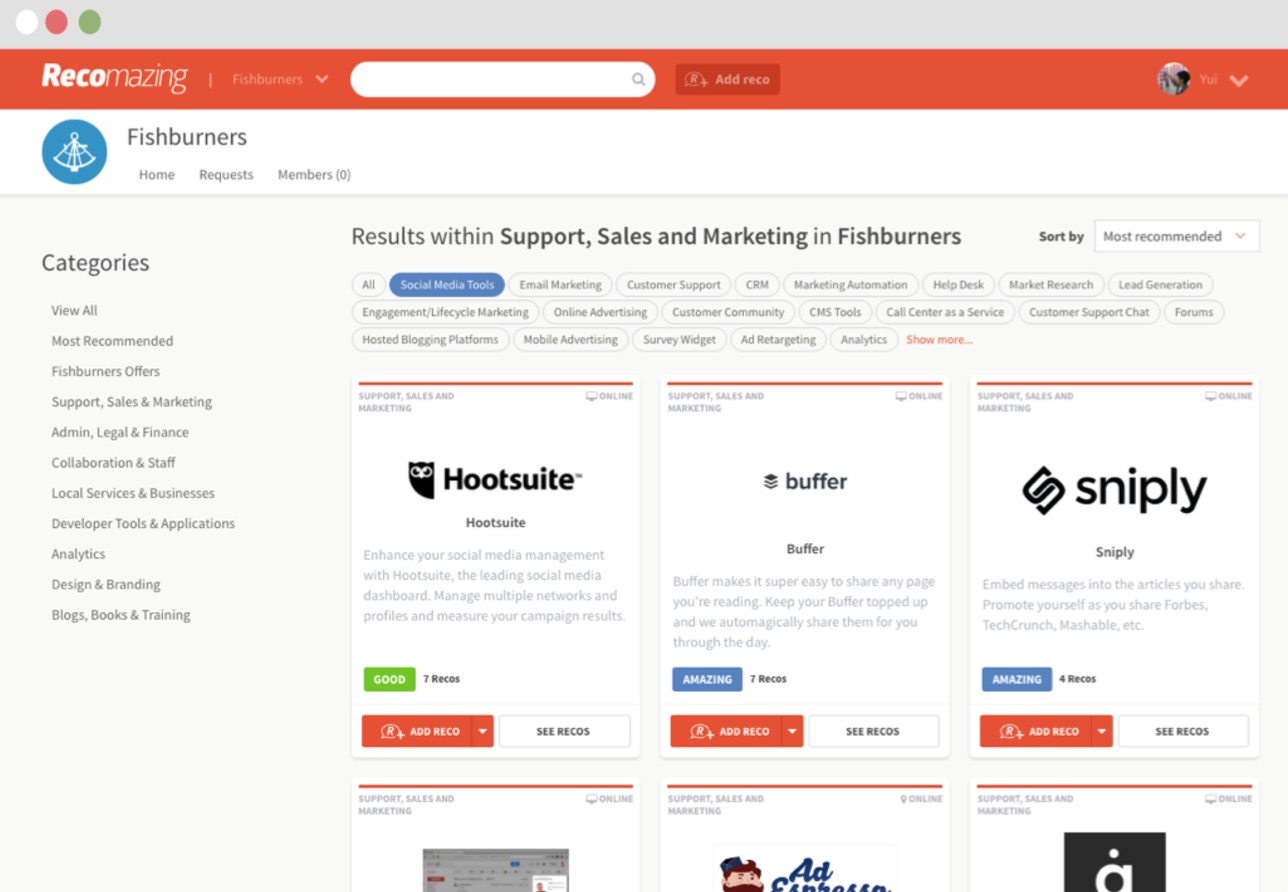 Recomazing | Fishburners
Add reco
Yui
Fishburners
Home Requests Members (0)
Categories
View All
Most Recommended
Fishburners Offers
Support, Sales & Marketing
Admin, Legal & Finance
Collaboration & Staff
Local Services & Businesses
Developer Tools & Applications
Analytics
Design & Branding
Blogs, Books & Training
Results within Support, Sales and Marketing in Fishburners
Sort by Most recommended
All Social Media Tools Email Marketing Customer Support CRM Marketing Automation Help Desk Market Research Lead Generation
Engagement/Lifecycle Marketing Online Advertising Customer Community CMS Tools Call Center as a Service Customer Support Chat Forums
Hosted Blogging Platforms Mobile Advertising Survey Widget Ad Retargeting Analytics Show more...
SUPPORT, SALES AND
MARKETING
ONLINE
Hootsuite™
Hootsuite
Enhance your social media management
with Hootsuite, the leading social media
dashboard. Manage multiple networks and
profiles and measure your campaign results.
GOOD 7 Recos
R+ ADD RECO SEE RECOS
SUPPORT, SALES AND
MARKETING
ONLINE
buffer
Buffer
Buffer makes it super easy to share any page
you're reading. Keep your Buffer topped up
and we automagically share them for you
through the day.
AMAZING 7 Recos
R+ ADD RECO SEE RECOS
SUPPORT, SALES AND
MARKETING
ONLINE
sniply
Sniply
Embed messages into the articles you share.
Promote yourself as you share Forbes,
TechCrunch, Mashable, etc.
AMAZING 4 Recos
R+ ADD RECO SEE RECOS
SUPPORT, SALES AND
MARKETING
ONLINE
SUPPORT, SALES AND
MARKETING
ONLINE
Ad
Espresso
SUPPORT, SALES AND
MARKETING
ONLINE